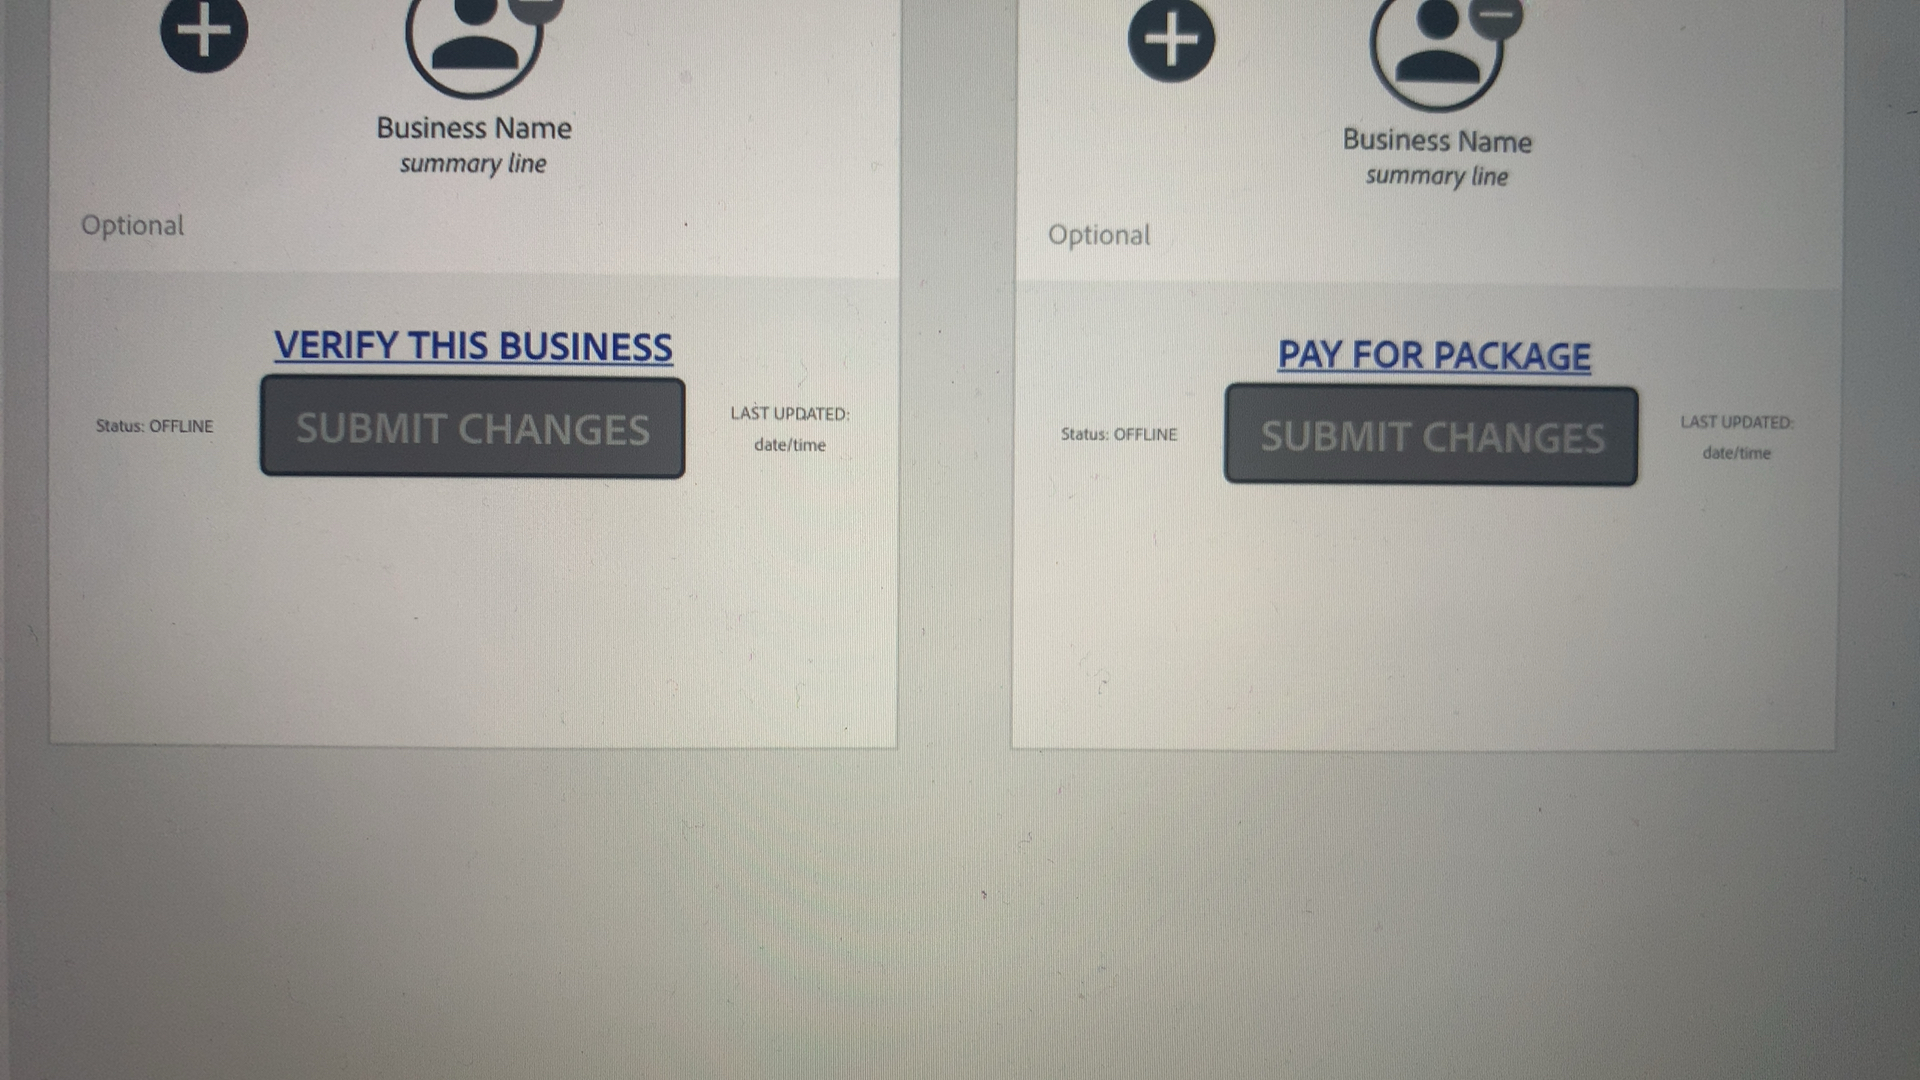 Business Name
summary line
Optional
VERIFY THIS BUSINESS
Status: OFFLINE
SUBMIT CHANGES
LAST UPDATED:
date/time
Business Name
summary line
Optional
PAY FOR PACKAGE
Status: OFFLINE
SUBMIT CHANGES
LAST UPDATED:
date/time